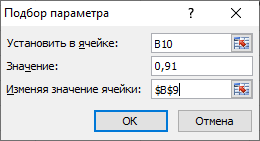 Подбор параметра
Установить в ячейке: B10
Значение: 0,91
Изменяя значение ячейки: $B$9
ОК Отмена